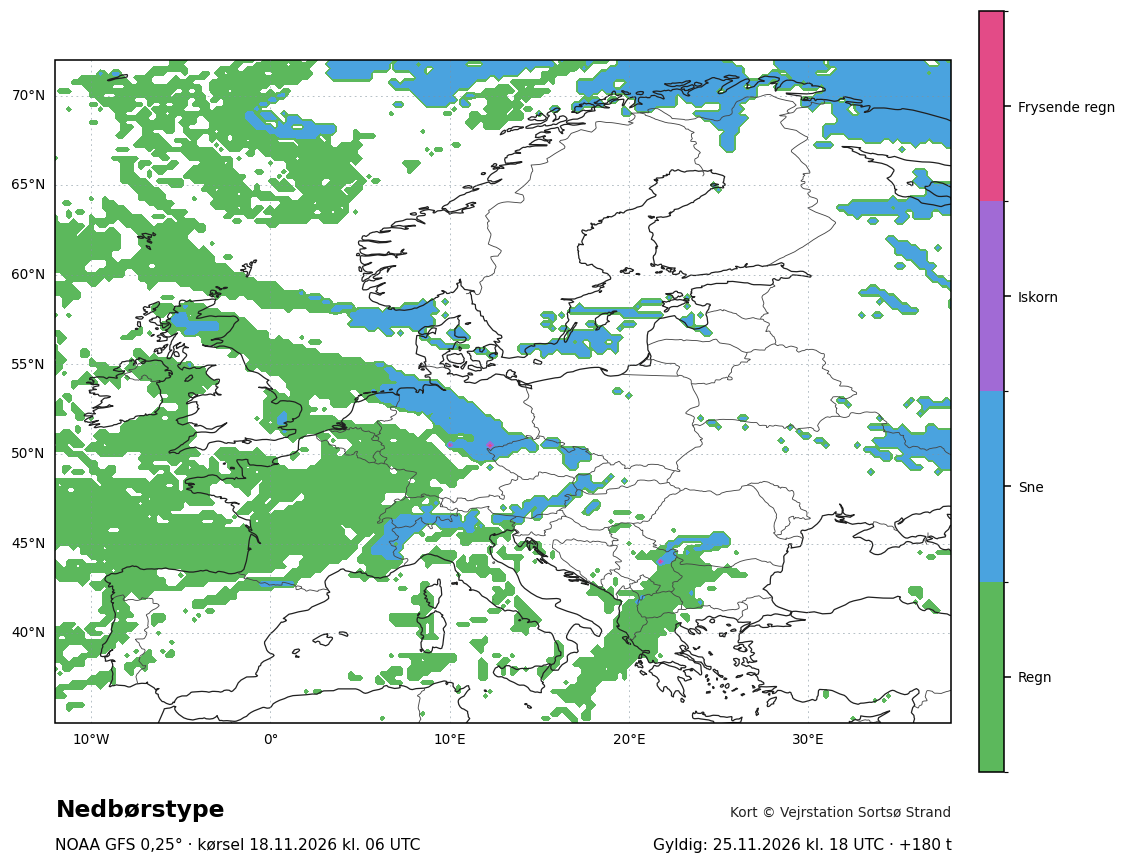 70°N
65°N
60°N
55°N
50°N
45°N
40°N
10°W
0°
10°E
20°E
30°E
Frysende regn
Iskorn
Sne
Regn
Nedbørstype
Kort © Vejrstation Sortsø Strand
NOAA GFS 0,25° · kørsel 18.11.2026 kl. 06 UTC
Gyldig: 25.11.2026 kl. 18 UTC · +180 t